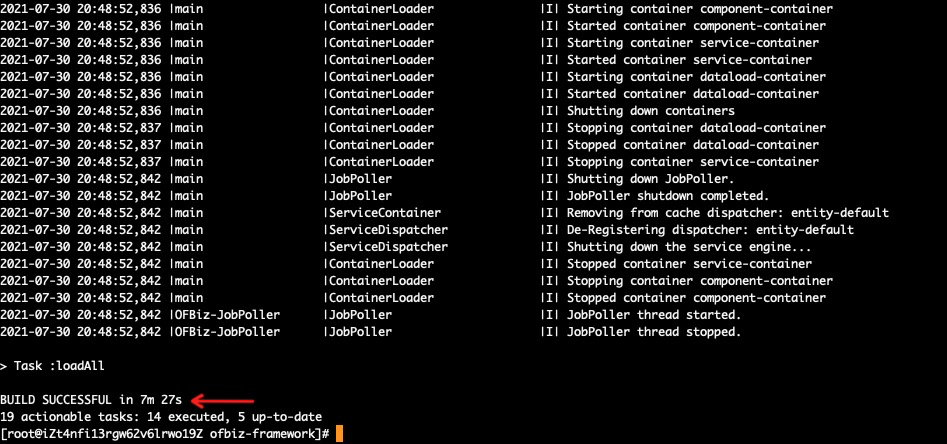 2021-07-30 20:48:52,836 |main |ContainerLoader |I| Starting container component-container
2021-07-30 20:48:52,836 |main |ContainerLoader |I| Started container component-container
2021-07-30 20:48:52,836 |main |ContainerLoader |I| Starting container service-container
2021-07-30 20:48:52,836 |main |ContainerLoader |I| Started container service-container
2021-07-30 20:48:52,836 |main |ContainerLoader |I| Starting container dataload-container
2021-07-30 20:48:52,836 |main |ContainerLoader |I| Started container dataload-container
2021-07-30 20:48:52,836 |main |ContainerLoader |I| Shutting down containers
2021-07-30 20:48:52,837 |main |ContainerLoader |I| Stopping container dataload-container
2021-07-30 20:48:52,837 |main |ContainerLoader |I| Stopped container dataload-container
2021-07-30 20:48:52,837 |main |ContainerLoader |I| Stopping container service-container
2021-07-30 20:48:52,842 |main |JobPoller |I| Shutting down JobPoller.
2021-07-30 20:48:52,842 |main |JobPoller |I| JobPoller shutdown completed.
2021-07-30 20:48:52,842 |main |ServiceContainer |I| Removing from cache dispatcher: entity-default
2021-07-30 20:48:52,842 |main |ServiceDispatcher |I| De-Registering dispatcher: entity-default
2021-07-30 20:48:52,842 |main |ServiceDispatcher |I| Shutting down the service engine...
2021-07-30 20:48:52,842 |main |ContainerLoader |I| Stopped container service-container
2021-07-30 20:48:52,842 |main |ContainerLoader |I| Stopping container component-container
2021-07-30 20:48:52,842 |main |ContainerLoader |I| Stopped container component-container
2021-07-30 20:48:52,842 |OFBiz-JobPoller |JobPoller |I| JobPoller thread started.
2021-07-30 20:48:52,842 |OFBiz-JobPoller |JobPoller |I| JobPoller thread stopped.
> Task :loadAll
BUILD SUCCESSFUL in 7m 27s
19 actionable tasks: 14 executed, 5 up-to-date
[root@iZt4nfi13rgw62v6lrwo19Z ofbiz-framework]#